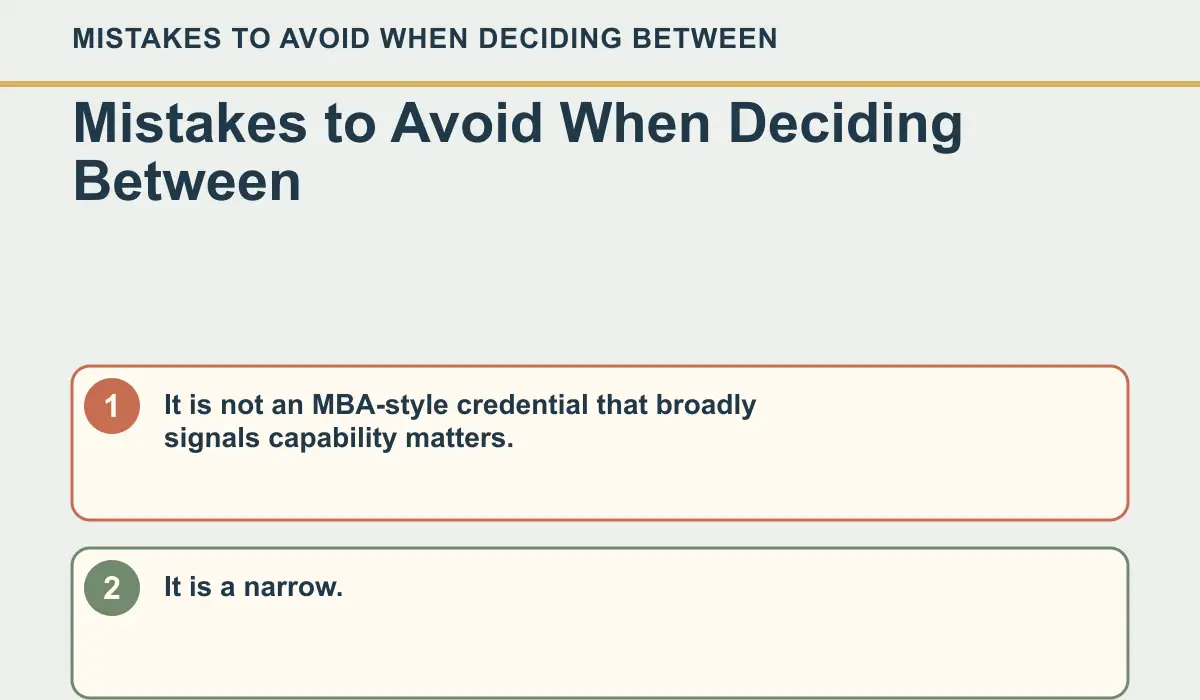 MISTAKES TO AVOID WHEN DECIDING BETWEEN
Mistakes to Avoid When Deciding
Between
1
It is not an MBA-style credential that broadly
signals capability matters.
2
It is a narrow.